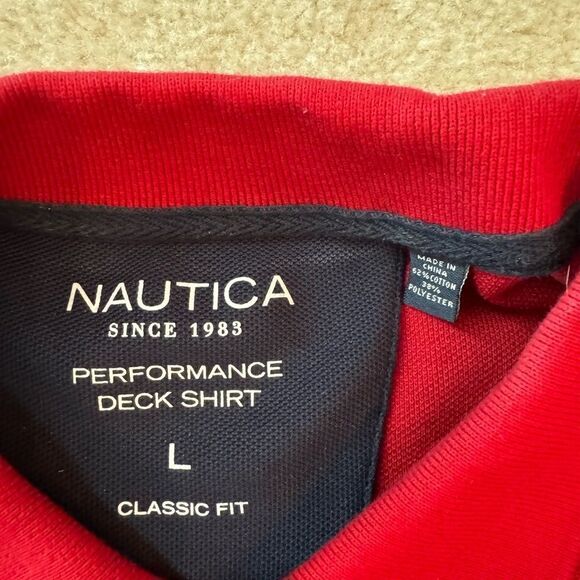 NAUTICA
SINCE 1983
PERFORMANCE
DECK SHIRT
L
CLASSIC FIT
MADE IN
CHINA
62% COTTON
38%
POLYESTER